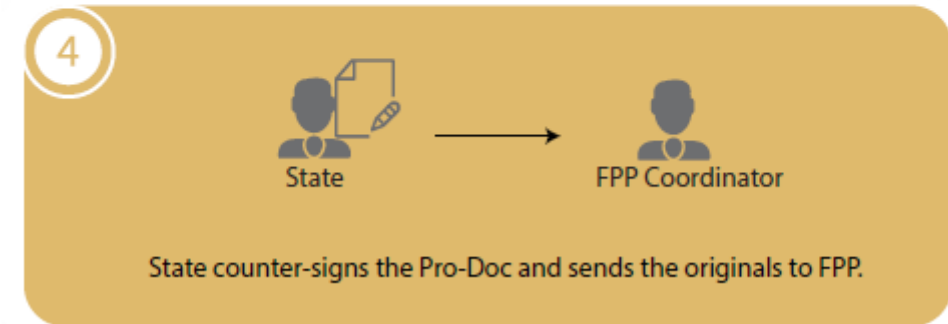 4
State
FPP Coordinator
State counter-signs the Pro-Doc and sends the originals to FPP.